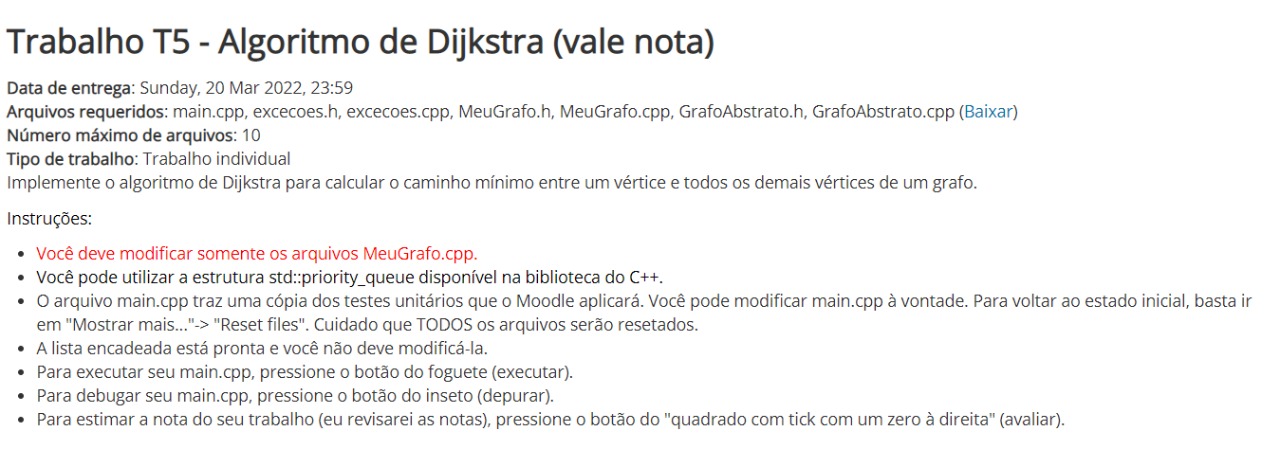 Trabalho T5 - Algoritmo de Dijkstra (vale nota)
Data de entrega: Sunday, 20 Mar 2022, 23:59
Arquivos requeridos: main.cpp, excecoes.h, excecoes.cpp, MeuGrafo.h, MeuGrafo.cpp, GrafoAbstrato.h, GrafoAbstrato.cpp (Baixar)
Número máximo de arquivos: 10
Tipo de trabalho: Trabalho individual
Implemente o algoritmo de Dijkstra para calcular o caminho mínimo entre um vértice e todos os demais vértices de um grafo.
Instruções:
• Você deve modificar somente os arquivos MeuGrafo.cpp.
• Você pode utilizar a estrutura std::priority_queue disponível na biblioteca do C++.
• O arquivo main.cpp traz uma cópia dos testes unitários que o Moodle aplicará. Você pode modificar main.cpp à vontade. Para voltar ao estado inicial, basta ir
em "Mostrar mais..."-> "Reset files". Cuidado que TODOS os arquivos serão resetados.
• A lista encadeada está pronta e você não deve modificá-la.
• Para executar seu main.cpp, pressione o botão do foguete (executar).
• Para debugar seu main.cpp, pressione o botão do inseto (depurar).
• Para estimar a nota do seu trabalho (eu revisarei as notas), pressione o botão do "quadrado com tick com um zero à direita" (avaliar).